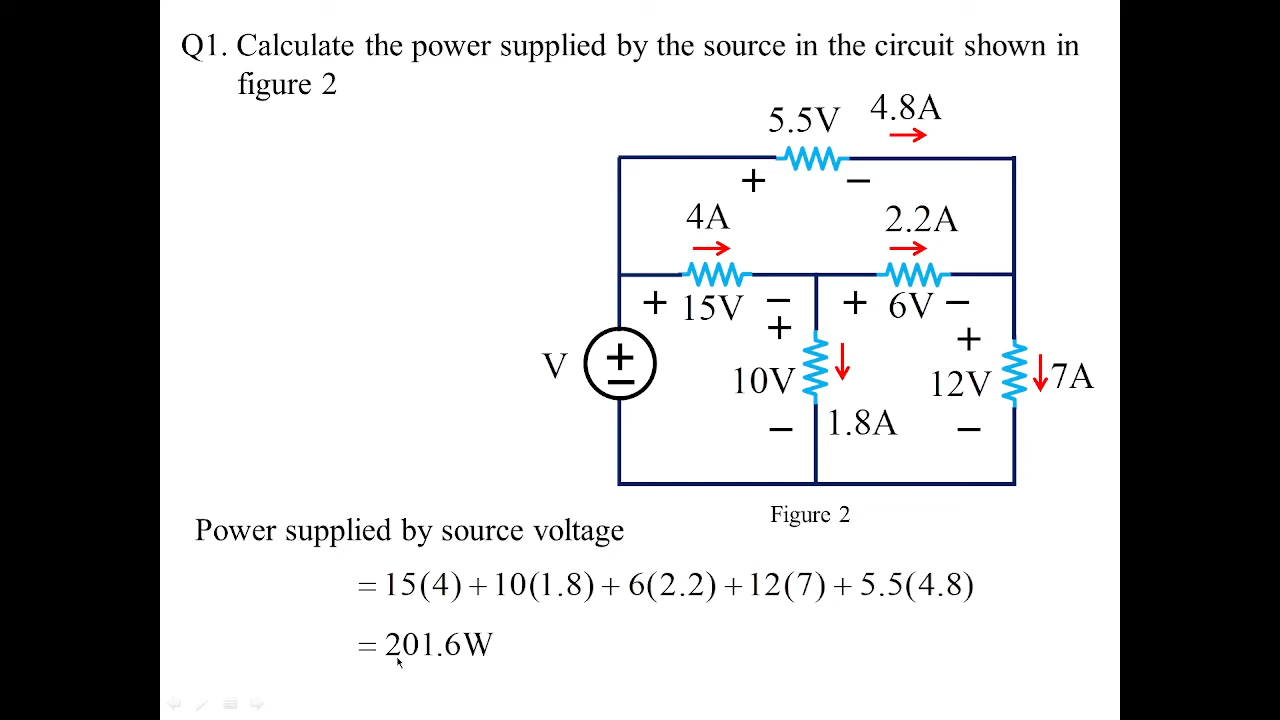 Q1. Calculate the power supplied by the source in the circuit shown in
figure 2
5.5V 4.8A
+ −
4A 2.2A
+ 15V − + 6V −
+ +
V + −
10V 12V 7A
− 1.8A −
Figure 2
Power supplied by source voltage
= 15(4) + 10(1.8) + 6(2.2) + 12(7) + 5.5(4.8)
= 201.6W